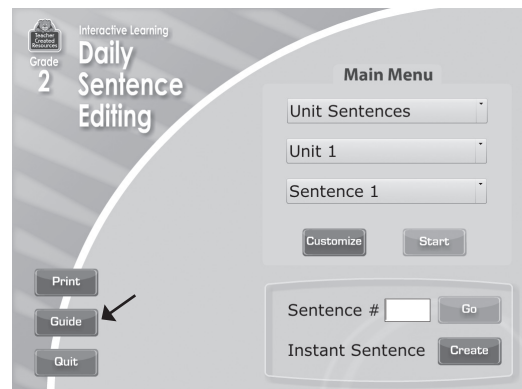 Teacher
Created
Resources
Interactive Learning
Grade
2
Daily
Sentence
Editing
Main Menu
Unit Sentences
Unit 1
Sentence 1
Customize
Start
Print
Guide
Quit
Sentence #
Go
Instant Sentence
Create